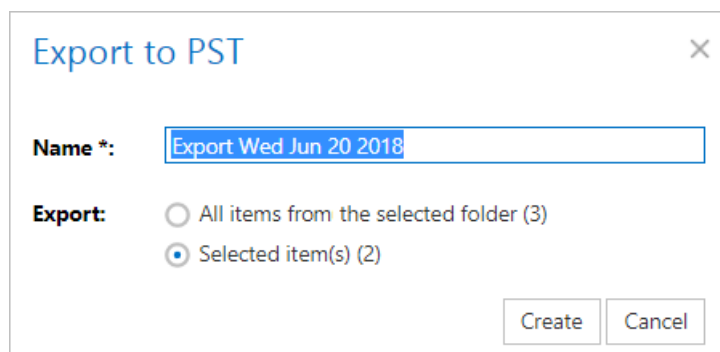 Export to PST
Name *: Export Wed Jun 20 2018
Export: All items from the selected folder (3)
Selected item(s) (2)
Create Cancel